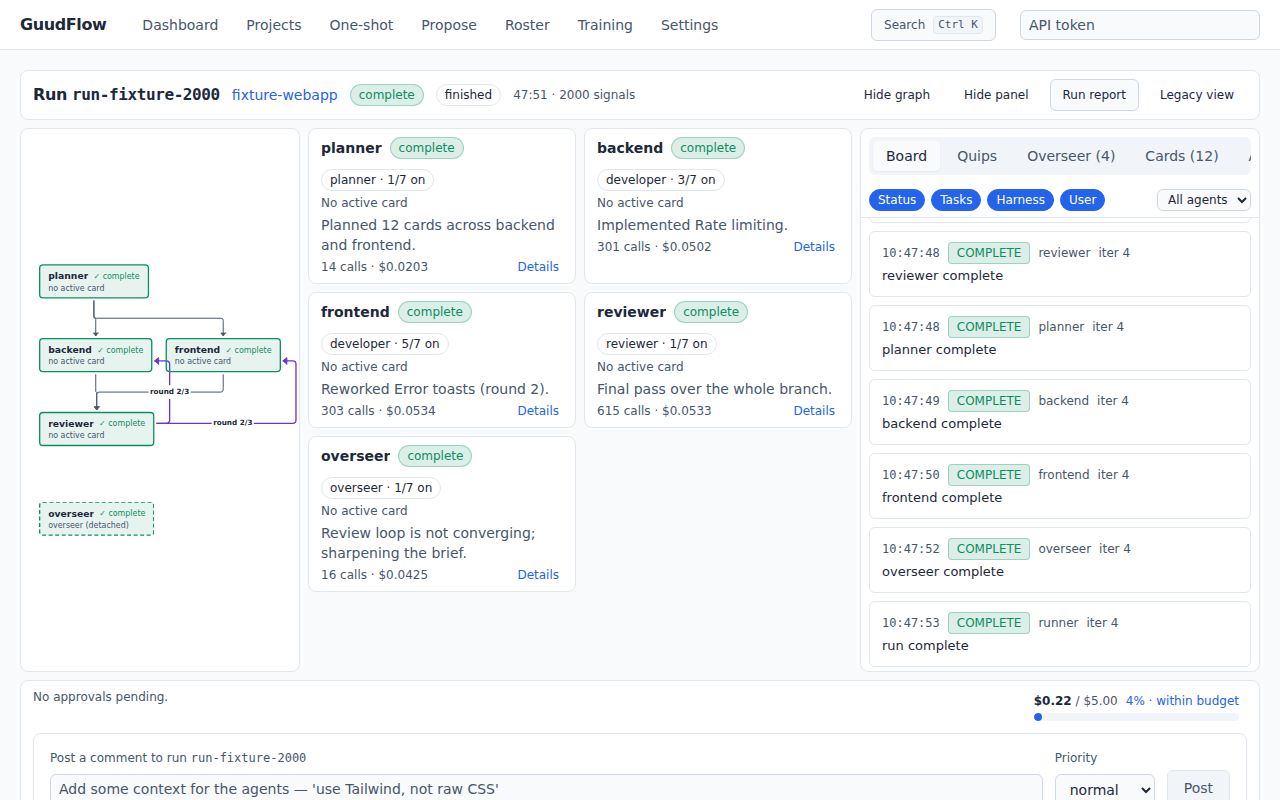 GuudFlow Dashboard Projects One-shot Propose Roster Training Settings Search Ctrl K API token
Run run-fixture-2000 fixture-webapp complete finished 47:51 · 2000 signals Hide graph Hide panel Run report Legacy view
planner ✓ complete
no active card
backend ✓ complete
no active card
frontend ✓ complete
no active card
round 2/3
reviewer ✓ complete
no active card
round 2/3
overseer ✓ complete
overseer (detached)
planner complete
planner · 1/7 on
No active card
Planned 12 cards across backend
and frontend.
14 calls · $0.0203 Details
backend complete
developer · 3/7 on
No active card
Implemented Rate limiting.
301 calls · $0.0502 Details
frontend complete
developer · 5/7 on
No active card
Reworked Error toasts (round 2).
303 calls · $0.0534 Details
reviewer complete
reviewer · 1/7 on
No active card
Final pass over the whole branch.
615 calls · $0.0533 Details
overseer complete
overseer · 1/7 on
No active card
Review loop is not converging;
sharpening the brief.
16 calls · $0.0425 Details
Board Quips Overseer (4) Cards (12)
Status Tasks Harness User All agents
10:47:48 COMPLETE reviewer iter 4
reviewer complete
10:47:48 COMPLETE planner iter 4
planner complete
10:47:49 COMPLETE backend iter 4
backend complete
10:47:50 COMPLETE frontend iter 4
frontend complete
10:47:52 COMPLETE overseer iter 4
overseer complete
10:47:53 COMPLETE runner iter 4
run complete
No approvals pending.
$0.22 / $5.00 4% · within budget
Post a comment to run run-fixture-2000 Priority
Add some context for the agents — 'use Tailwind, not raw CSS' normal Post